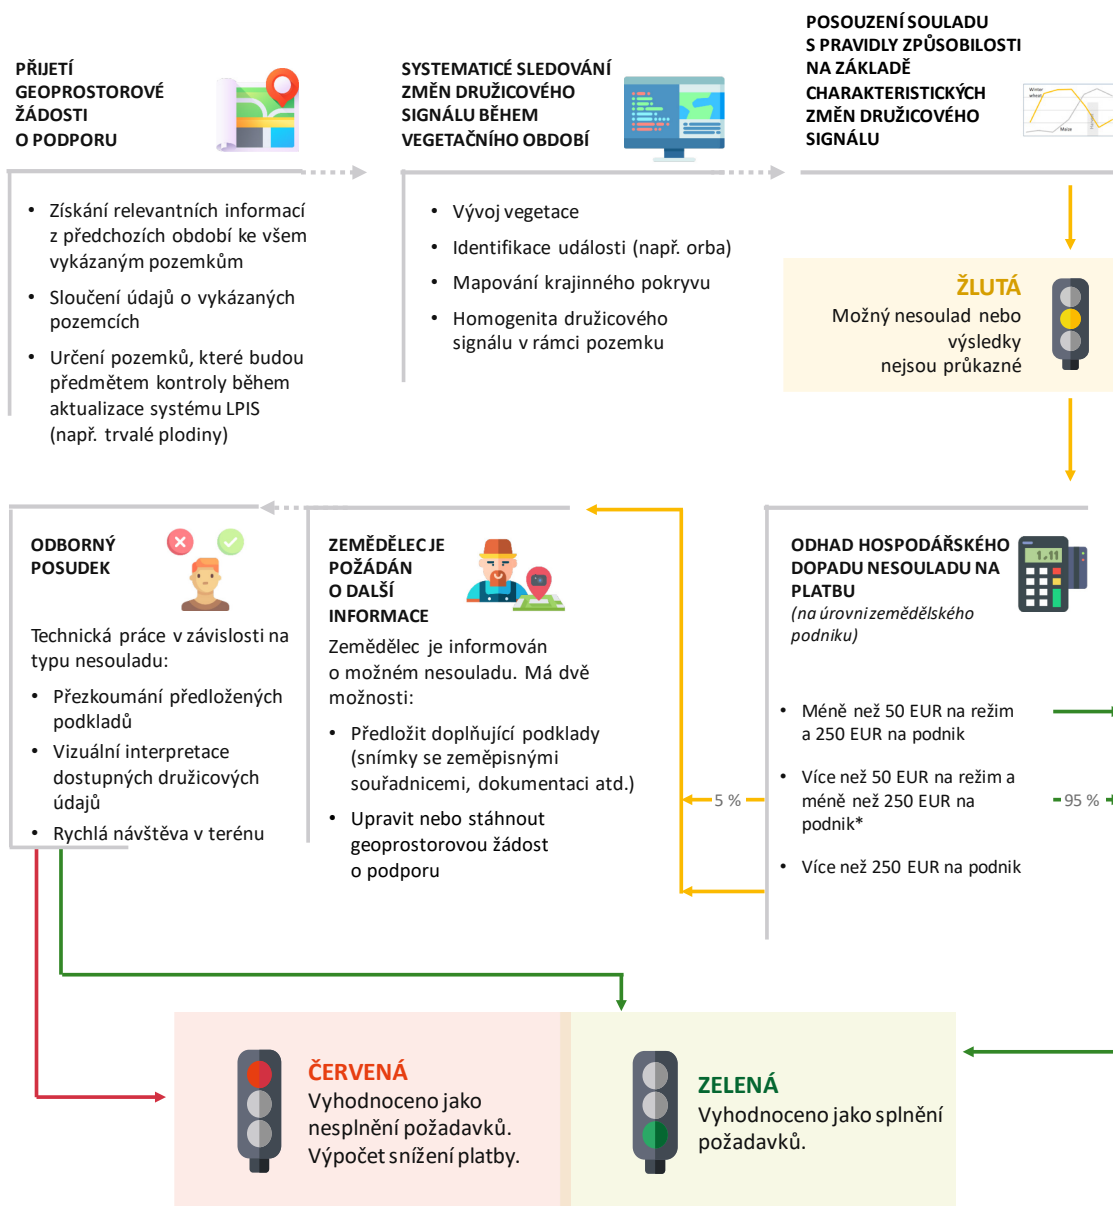 PŘIJETÍ
GEOPROSTOROVÉ
ŽÁDOSTI
O PODPORU
SYSTEMATICÉ SLEDOVÁNÍ
ZMĚN DRUŽICOVÉHO
SIGNÁLU BĚHEM
VEGETAČNÍHO OBDOBÍ
POSOUZENÍ SOULADU
S PRAVIDLY ZPŮSOBILOSTI
NA ZÁKLADĚ
CHARAKTERISTICKÝCH
ZMĚN DRUŽICOVÉHO
SIGNÁLU
Winter
wheat
Maize
• Získání relevantních informací
z předchozích období ke všem
vykázaným pozemkům
• Sloučení údajů o vykázaných
pozemcích
• Určení pozemků, které budou
předmětem kontroly během
aktualizace systému LPIS
(např. trvalé plodiny)
• Vývoj vegetace
• Identifikace události (např. orba)
• Mapování krajinného pokryvu
• Homogenita družicového
signálu v rámci pozemku
ŽLUTÁ
Možný nesoulad nebo
výsledky
nejsou průkazné
ODBORNÝ
POSUDEK
Technická práce v závislosti na
typu nesouladu:
• Přezkoumání předložených
podkladů
• Vizuální interpretace
dostupných družicových
údajů
• Rychlá návštěva v terénu
ZEMĚDĚLEC JE
POŽÁDÁN
O DALŠÍ
INFORMACE
Zemědělec je informován
o možném nesouladu. Má dvě
možnosti:
• Předložit doplňující podklady
(snímky se zeměpisnými
souřadnicemi, dokumentaci atd.)
• Upravit nebo stáhnout
geoprostorovou žádost
o podporu
ODHAD HOSPODÁŘSKÉHO
DOPADU NESOULADU NA
PLATBU
(na úrovni zemědělského
podniku)
1,11
• Méně než 50 EUR na režim
a 250 EUR na podnik
• Více než 50 EUR na režim a
méně než 250 EUR na
podnik*
• Více než 250 EUR na podnik
5 %
95 %
ČERVENÁ
Vyhodnoceno jako
nesplnění požadavků.
Výpočet snížení platby.
ZELENÁ
Vyhodnoceno jako splnění
požadavků.